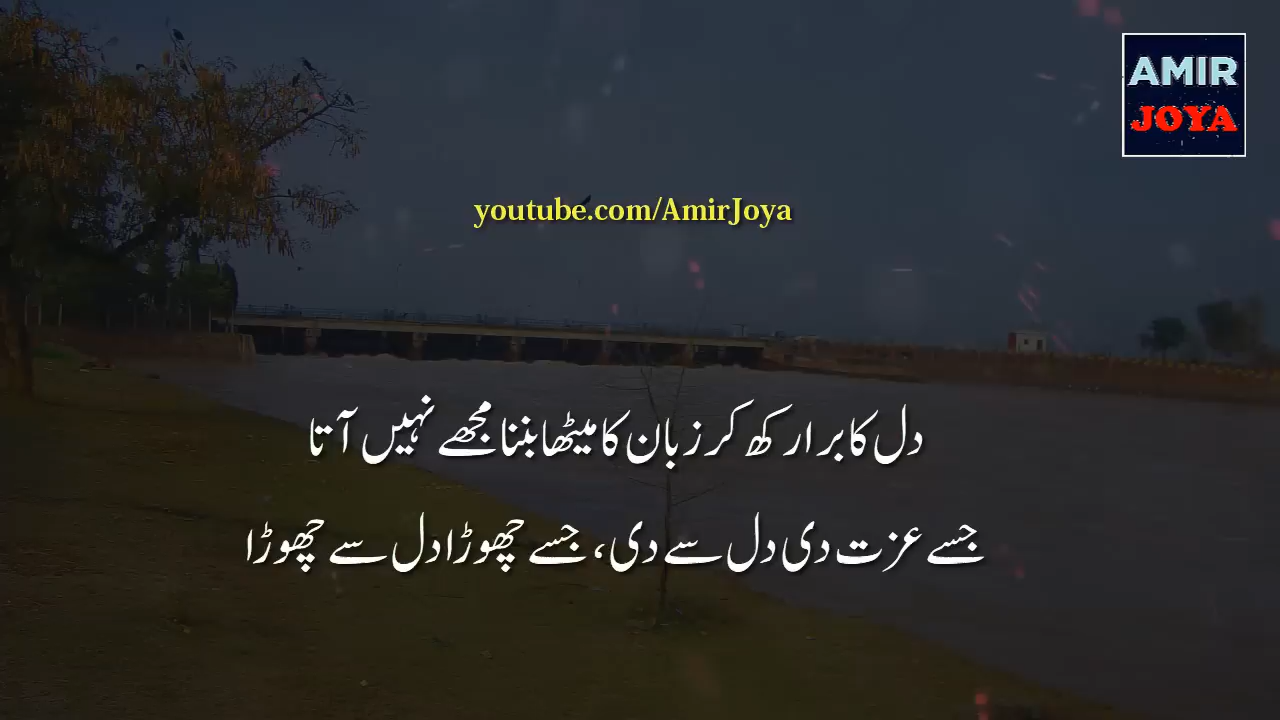 AMIR
JOYA
youtube.com/AmirJoya
دل کا برا رکھ کر زبان کا میٹھا بننا مجھے نہیں آتا
جسے عزت دی دل سے دی، جسے چھوڑا دل سے چھوڑا